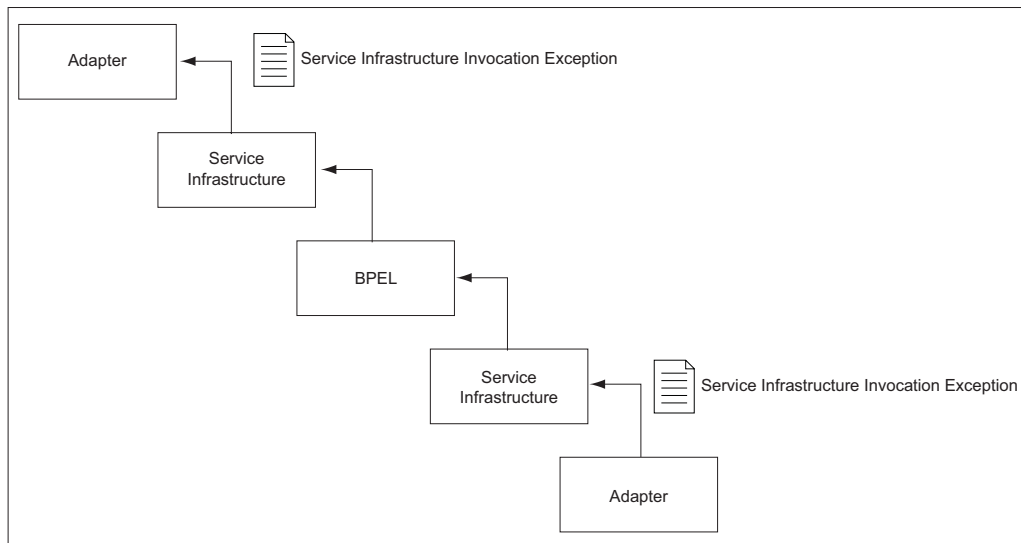 Adapter
Service Infrastructure Invocation Exception
Service
Infrastructure
BPEL
Service
Infrastructure
Service Infrastructure Invocation Exception
Adapter